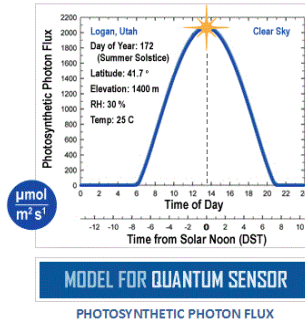 2200
2000
1800
1600
1400
1200
1000
800
600
400
200
0
Photosynthetic Photon Flux
Logan, Utah
Clear Sky
Day of Year: 172
(Summer Solstice)
Latitude: 41.7 °
Elevation: 1400 m
RH: 30 %
Temp: 25 C
0 2 4 6 8 10 12 14 16 18 20 22 24
Time of Day
µmol
m² s¹
-12 -10 -8 -6 -4 -2 0 2 4 6 8 10
Time from Solar Noon (DST)
MODEL FOR QUANTUM SENSOR
PHOTOSYNTHETIC PHOTON FLUX